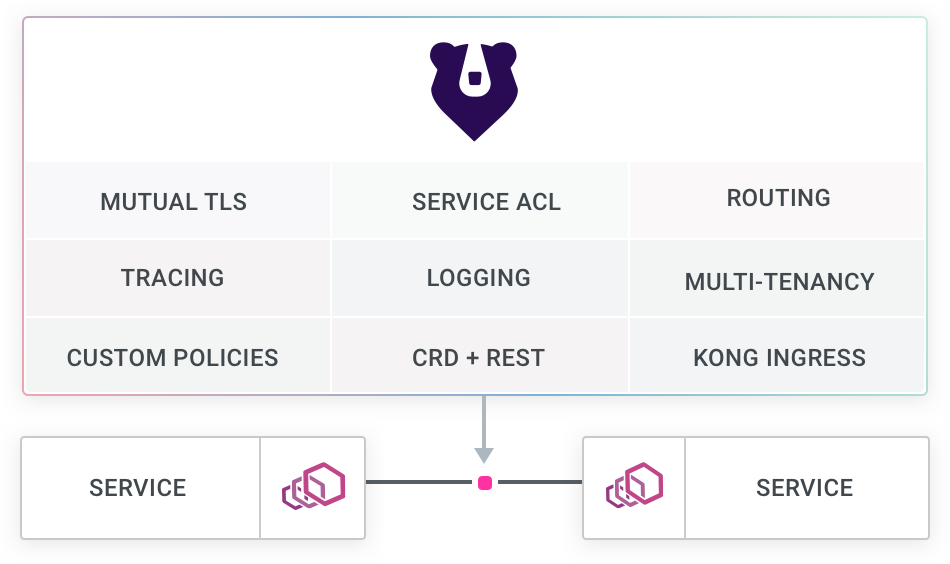 MUTUAL TLS
SERVICE ACL
ROUTING
TRACING
LOGGING
MULTI-TENANCY
CUSTOM POLICIES
CRD + REST
KONG INGRESS
SERVICE
SERVICE